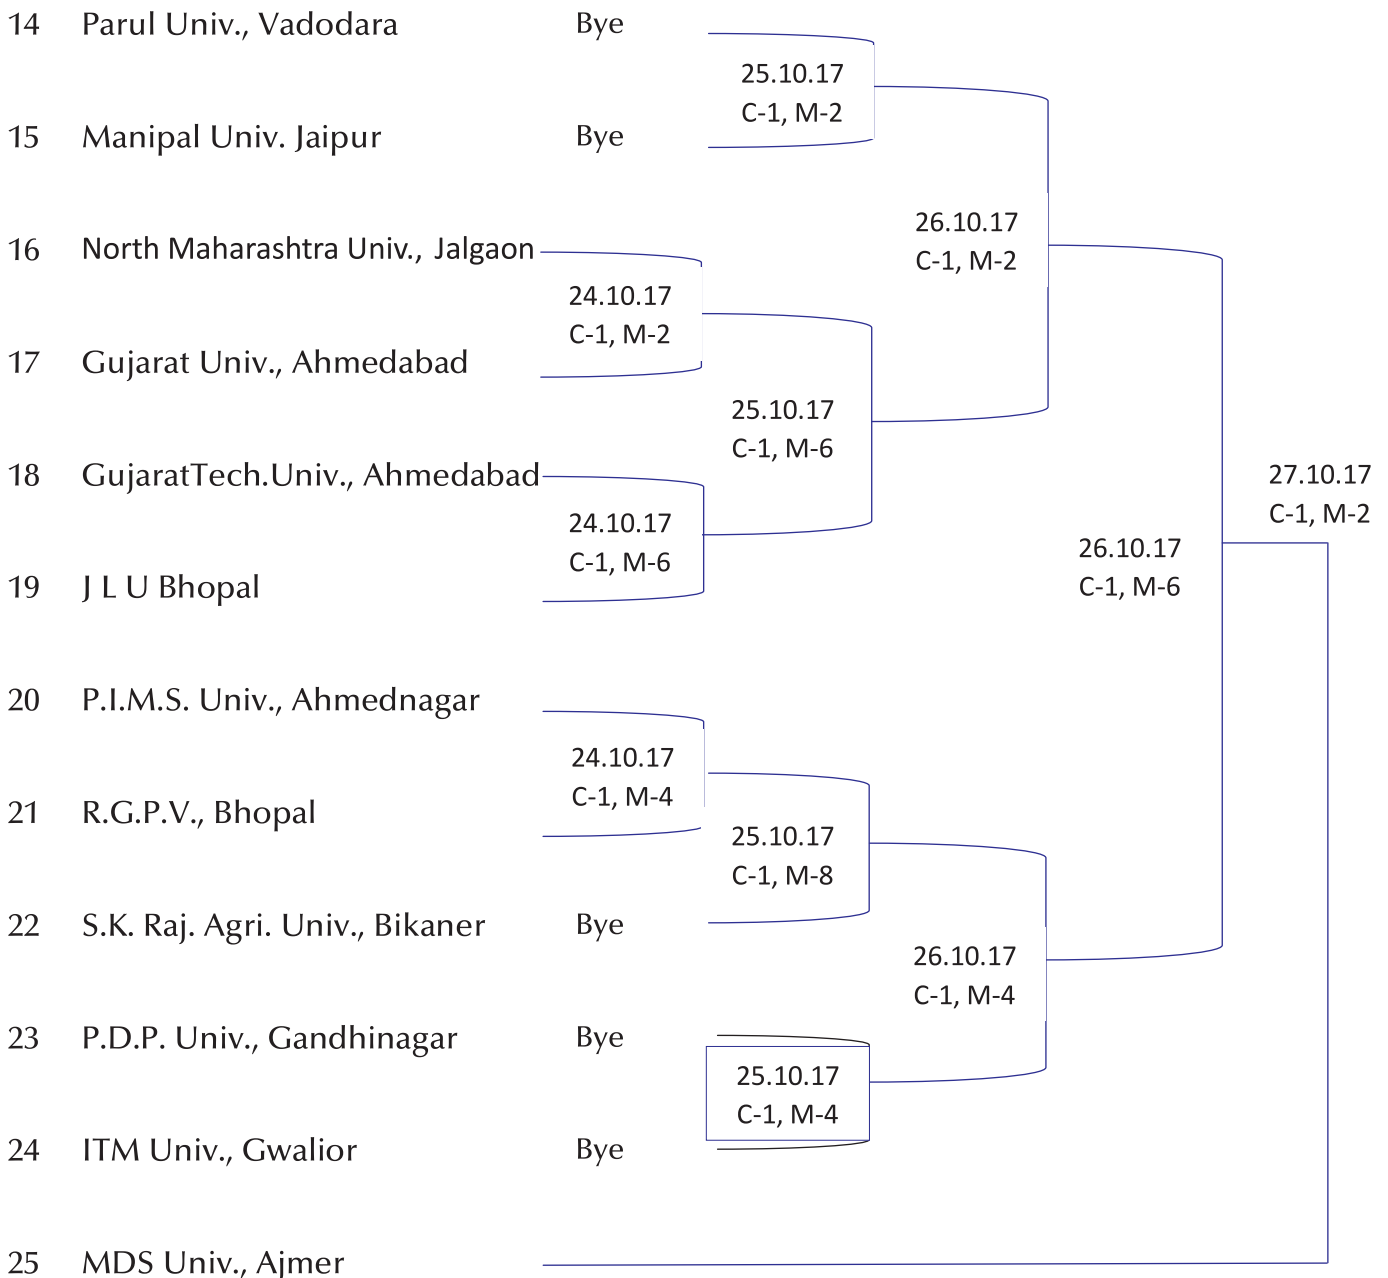 14 Parul Univ., Vadodara Bye
25.10.17
C-1, M-2
15 Manipal Univ. Jaipur Bye
26.10.17
C-1, M-2
16 North Maharashtra Univ., Jalgaon
24.10.17
C-1, M-2
17 Gujarat Univ., Ahmedabad
25.10.17
C-1, M-6
18 GujaratTech.Univ., Ahmedabad
27.10.17
C-1, M-2
24.10.17
C-1, M-6
26.10.17
C-1, M-6
19 J L U Bhopal
20 P.I.M.S. Univ., Ahmednagar
24.10.17
C-1, M-4
21 R.G.P.V., Bhopal
25.10.17
C-1, M-8
22 S.K. Raj. Agri. Univ., Bikaner Bye
26.10.17
C-1, M-4
23 P.D.P. Univ., Gandhinagar Bye
25.10.17
C-1, M-4
24 ITM Univ., Gwalior Bye
25 MDS Univ., Ajmer